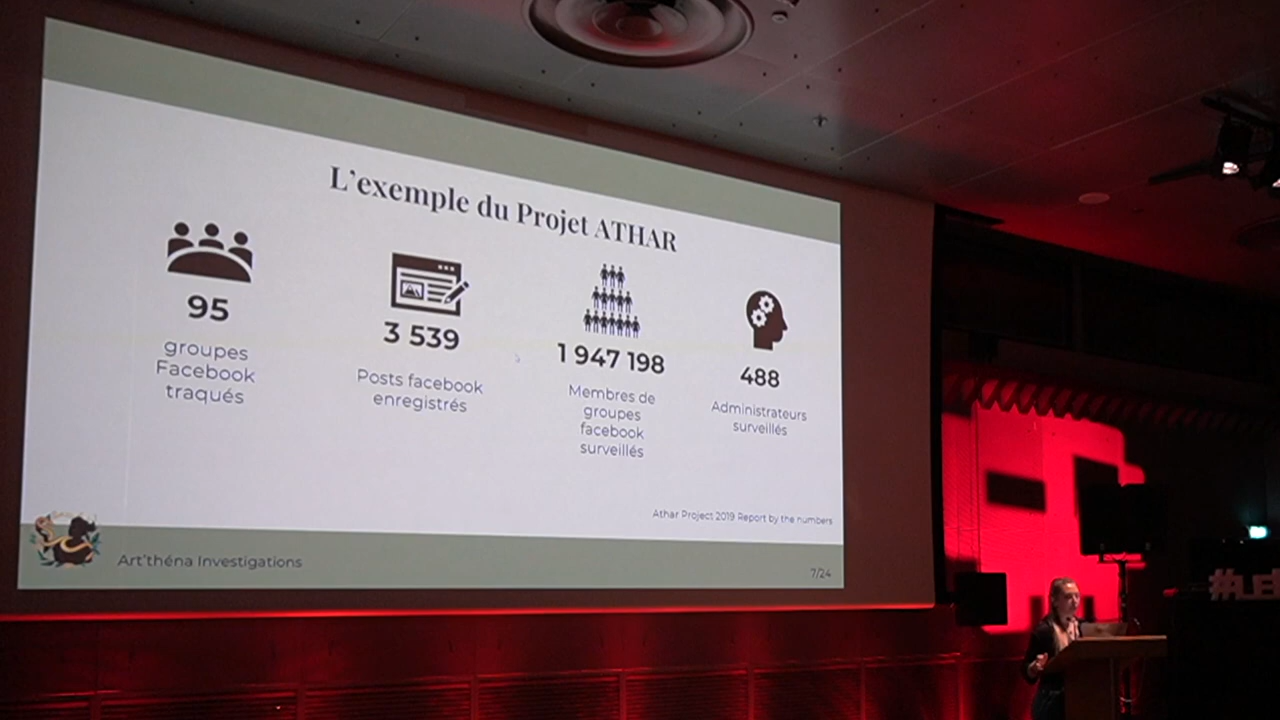 L'exemple du Projet ATHAR
95
groupes
Facebook
traqués
3 539
Posts facebook
enregistrés
1 947 198
Membres de
groupes
facebook
surveillés
488
Administrateurs
surveillés
Athar Project 2019 Report by the numbers
Art'théna Investigations
7/24